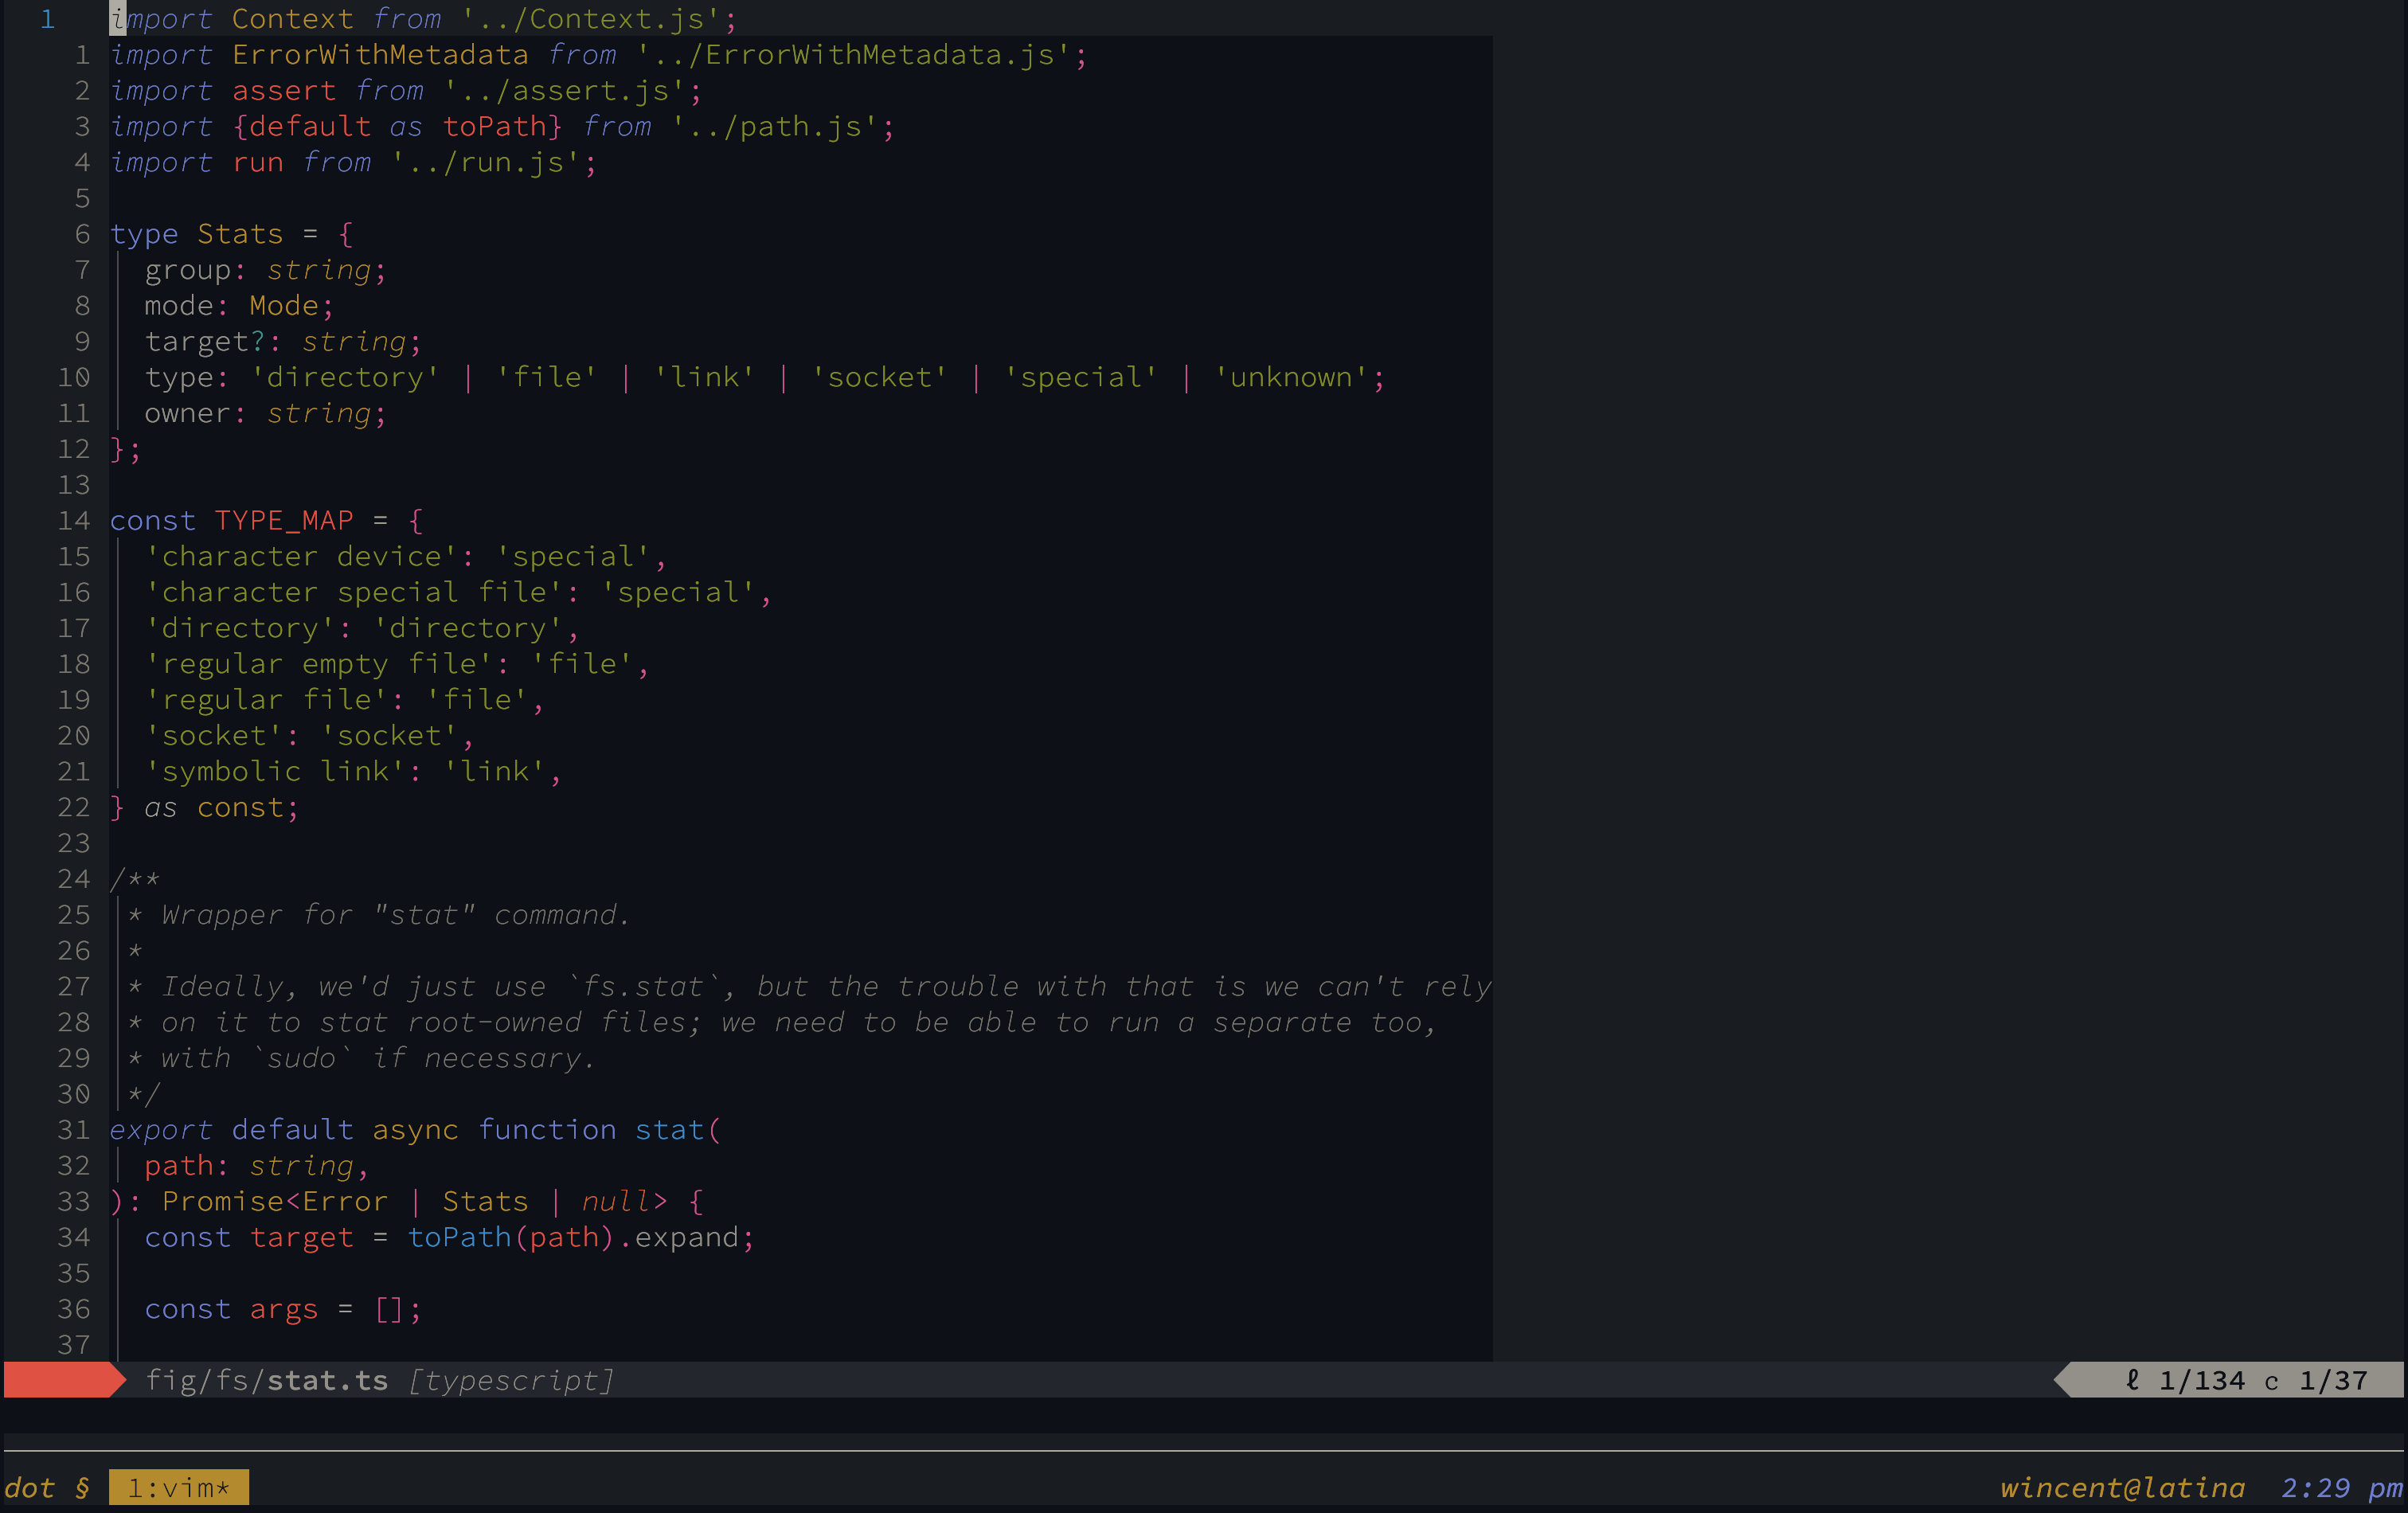 1 import Context from '../Context.js';
1 import ErrorWithMetadata from '../ErrorWithMetadata.js';
2 import assert from '../assert.js';
3 import {default as toPath} from '../path.js';
4 import run from '../run.js';
5
6 type Stats = {
7   group: string;
8   mode: Mode;
9   target?: string;
10   type: 'directory' | 'file' | 'link' | 'socket' | 'special' | 'unknown';
11   owner: string;
12 };
13
14 const TYPE_MAP = {
15   'character device': 'special',
16   'character special file': 'special',
17   'directory': 'directory',
18   'regular empty file': 'file',
19   'regular file': 'file',
20   'socket': 'socket',
21   'symbolic link': 'link',
22 } as const;
23
24 /**
25  * Wrapper for "stat" command.
26  *
27  * Ideally, we'd just use `fs.stat`, but the trouble with that is we can't rely
28  * on it to stat root-owned files; we need to be able to run a separate too,
29  * with `sudo` if necessary.
30  */
31 export default async function stat(
32   path: string,
33 ): Promise<Error | Stats | null> {
34   const target = toPath(path).expand;
35
36   const args = [];
37
fig/fs/stat.ts [typescript] ℓ 1/134 c 1/37
dot § 1:vim* wincent@latina 2:29 pm